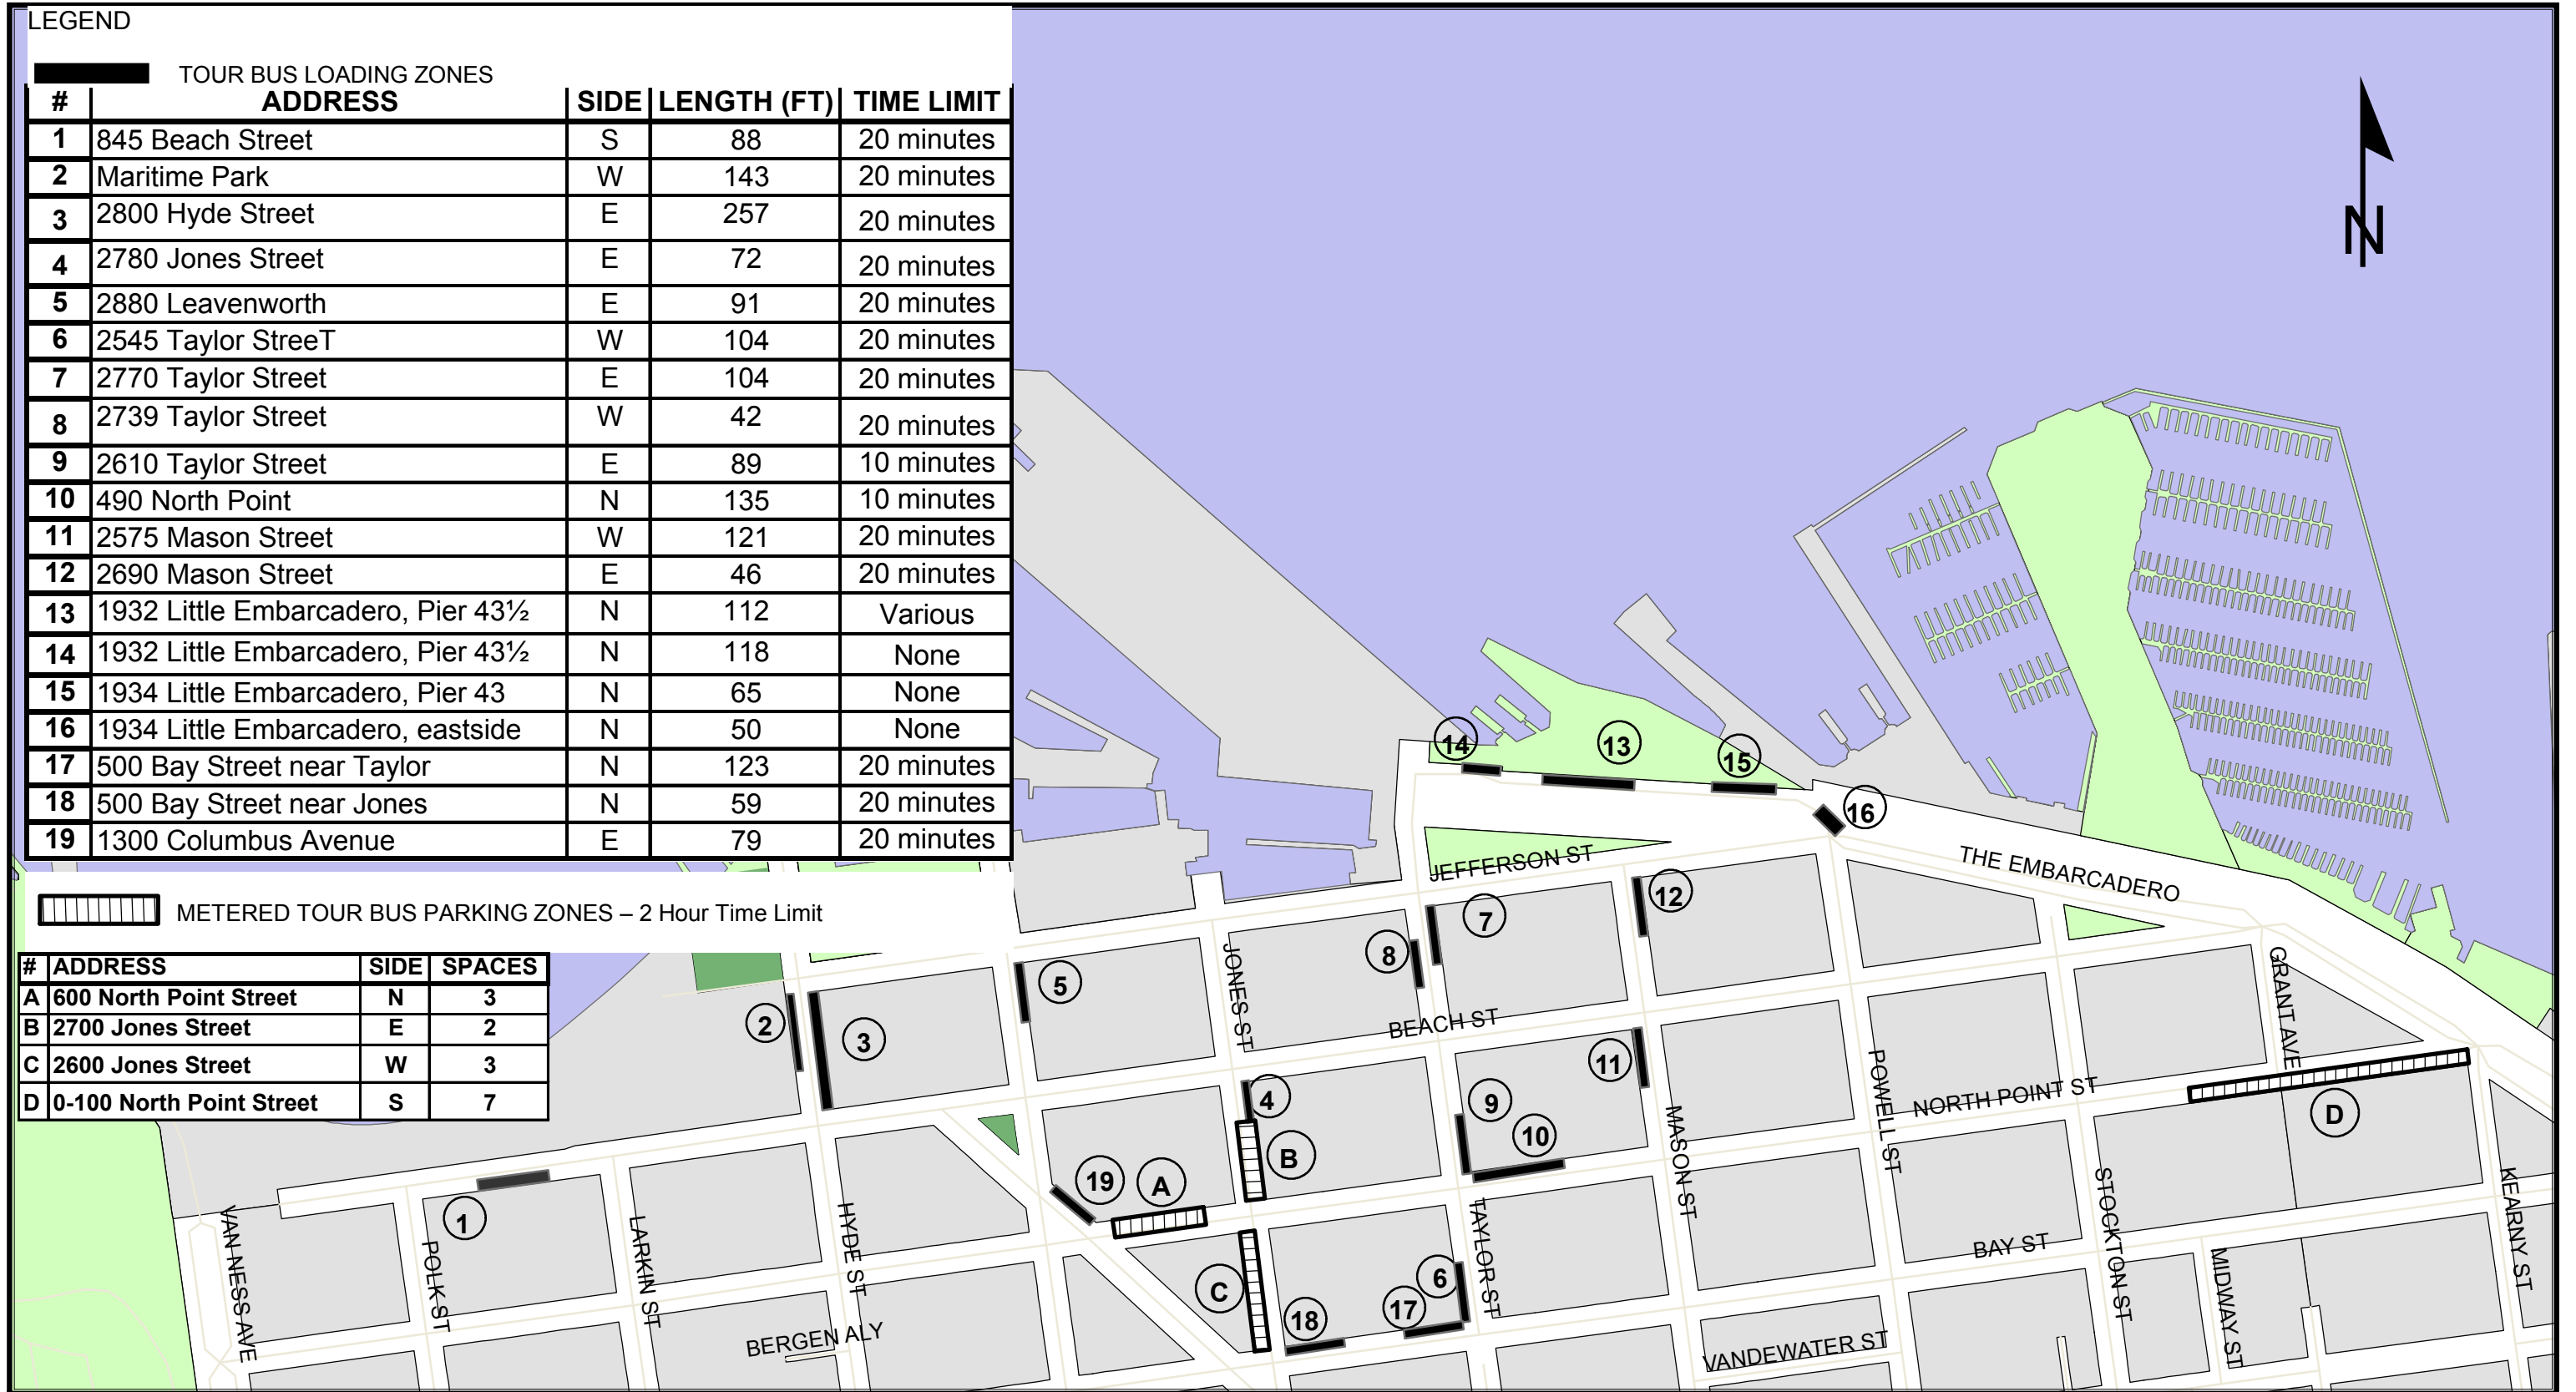 LEGEND
TOUR BUS LOADING ZONES
# ADDRESS SIDE LENGTH (FT) TIME LIMIT
1 845 Beach Street S 88 20 minutes
2 Maritime Park W 143 20 minutes
3 2800 Hyde Street E 257 20 minutes
4 2780 Jones Street E 72 20 minutes
5 2880 Leavenworth E 91 20 minutes
6 2545 Taylor StreeT W 104 20 minutes
7 2770 Taylor Street E 104 20 minutes
8 2739 Taylor Street W 42 20 minutes
9 2610 Taylor Street E 89 10 minutes
10 490 North Point N 135 10 minutes
11 2575 Mason Street W 121 20 minutes
12 2690 Mason Street E 46 20 minutes
13 1932 Little Embarcadero, Pier 43½ N 112 Various
14 1932 Little Embarcadero, Pier 43½ N 118 None
15 1934 Little Embarcadero, Pier 43 N 65 None
16 1934 Little Embarcadero, eastside N 50 None
17 500 Bay Street near Taylor N 123 20 minutes
18 500 Bay Street near Jones N 59 20 minutes
19 1300 Columbus Avenue E 79 20 minutes
METERED TOUR BUS PARKING ZONES – 2 Hour Time Limit
# ADDRESS SIDE SPACES
A 600 North Point Street N 3
B 2700 Jones Street E 2
C 2600 Jones Street W 3
D 0-100 North Point Street S 7
N
14
13
15
16
JEFFERSON ST
THE EMBARCADERO
12
7
8
5
2
3
JONES ST
BEACH ST
GRANT AVE
11
4
9
10
B
POWELL ST
NORTH POINT ST
D
MASON ST
19
A
1
VAN NESS AVE
POLK ST
LARKIN ST
HYDE ST
TAYLOR ST
STOCKTON ST
KEARNY ST
BAY ST
MIDWAY ST
C
6
17
18
BERGEN ALY
VANDEWATER ST